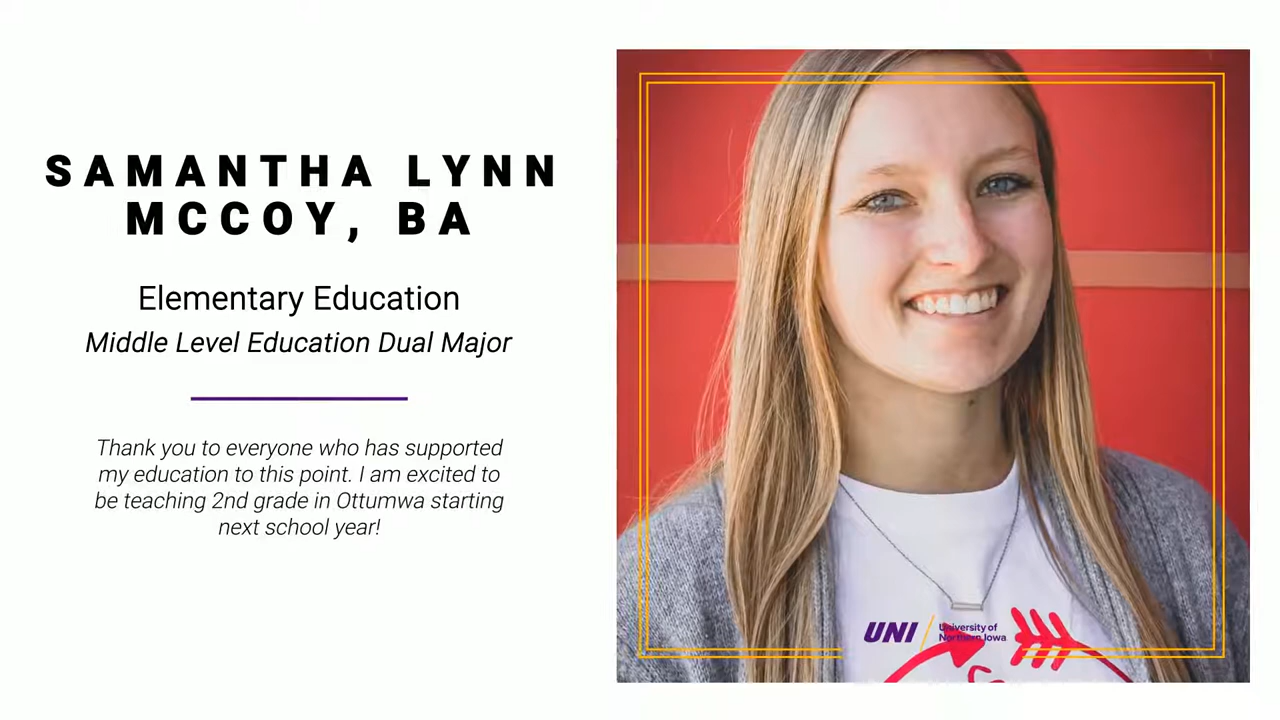 SAMANTHA LYNN
MCCOY, BA
Elementary Education
Middle Level Education Dual Major
Thank you to everyone who has supported
my education to this point. I am excited to
be teaching 2nd grade in Ottumwa starting
next school year!
UNI
University of
Northern Iowa